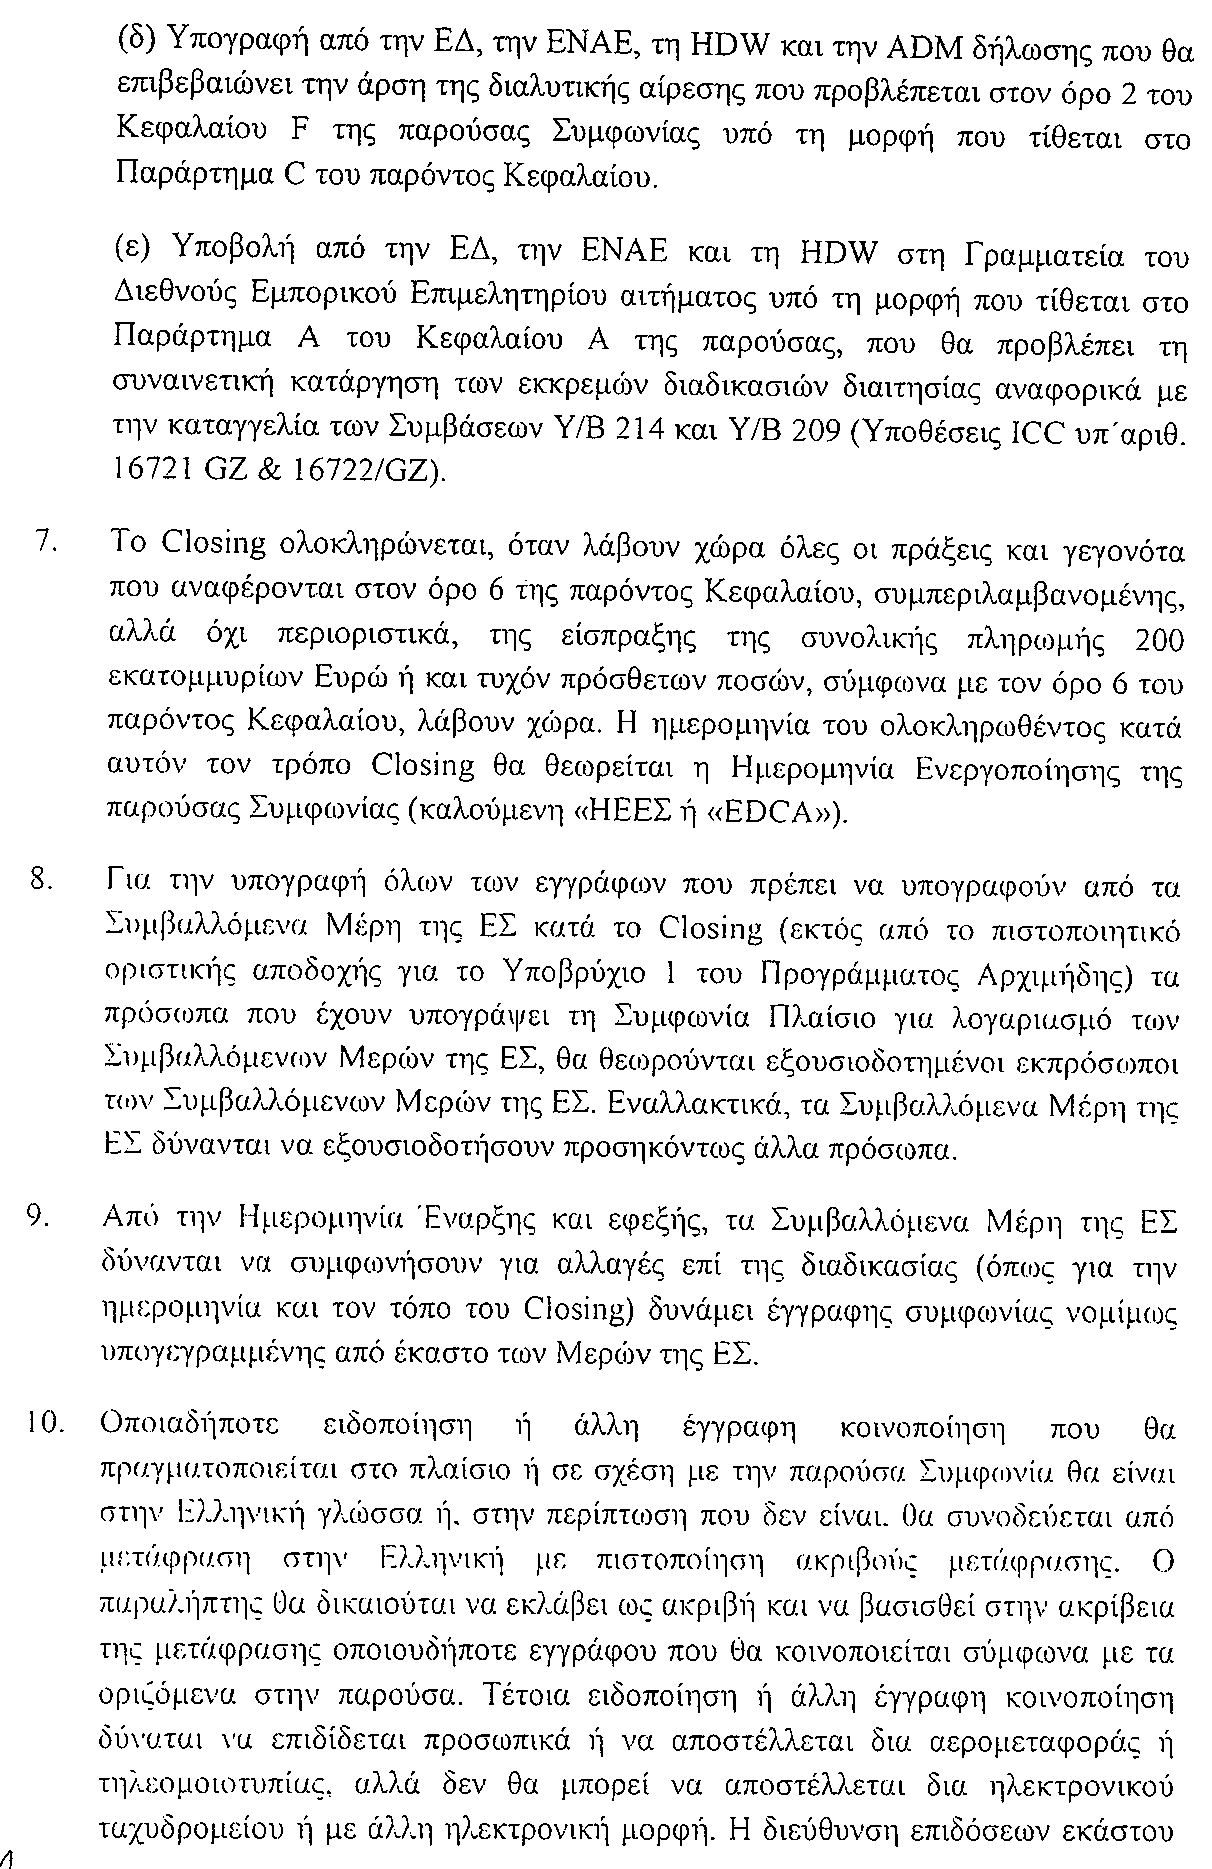 (δ) Υπογραφή από την ΕΔ, την ΕΝΑΕ, τη HDW και την ADM δήλωσης που θα
επιβεβαιώνει την άρση της διαλυτικής αίρεσης που προβλέπεται στον όρο 2 του
Κεφαλαίου F της παρούσας Συμφωνίας υπό τη μορφή που τίθεται στο
Παράρτημα C του παρόντος Κεφαλαίου.
(ε) Υποβολή από την ΕΔ, την ΕΝΑΕ και τη HDW στη Γραμματεία του
Διεθνούς Εμπορικού Επιμελητηρίου αιτήματος υπό τη μορφή που τίθεται στο
Παράρτημα Α του Κεφαλαίου Α της παρούσας, που θα προβλέπει τη
συναινετική κατάργηση των εκκρεμών διαδικασιών διαιτησίας αναφορικά με
την καταγγελία των Συμβάσεων Υ/Β 214 και Υ/Β 209 (Υποθέσεις ICC υπ΄αριθ.
16721 GZ & 16722/GZ).
7. Το Closing ολοκληρώνεται, όταν λάβουν χώρα όλες οι πράξεις και γεγονότα
που αναφέρονται στον όρο 6 της παρόντος Κεφαλαίου, συμπεριλαμβανομένης,
αλλά όχι περιοριστικά, της είσπραξης της συνολικής πληρωμής 200
εκατομμυρίων Ευρώ ή και τυχόν πρόσθετων ποσών, σύμφωνα με τον όρο 6 του
παρόντος Κεφαλαίου, λάβουν χώρα. Η ημερομηνία του ολοκληρωθέντος κατά
αυτόν τον τρόπο Closing θα θεωρείται η Ημερομηνία Ενεργοποίησης της
παρούσας Συμφωνίας (καλούμενη «ΗΕΕΣ ή «EDCA»).
8. Για την υπογραφή όλων των εγγράφων που πρέπει να υπογραφούν από τα
Συμβαλλόμενα Μέρη της ΕΣ κατά το Closing (εκτός από το πιστοποιητικό
οριστικής αποδοχής για το Υποβρύχιο 1 του Προγράμματος Αρχιμήδης) τα
πρόσωπα που έχουν υπογράψει τη Συμφωνία Πλαίσιο για λογαριασμό των
Συμβαλλόμενων Μερών της ΕΣ, θα θεωρούνται εξουσιοδοτημένοι εκπρόσωποι
των Συμβαλλόμενων Μερών της ΕΣ. Εναλλακτικά, τα Συμβαλλόμενα Μέρη της
ΕΣ δύνανται να εξουσιοδοτήσουν προσηκόντως άλλα πρόσωπα.
9. Από την Ημερομηνία Έναρξης και εφεξής, τα Συμβαλλόμενα Μέρη της ΕΣ
δύνανται να συμφωνήσουν για αλλαγές επί της διαδικασίας (όπως για την
ημερομηνία και τον τόπο του Closing) δυνάμει έγγραφης συμφωνίας νομίμως
υπογεγραμμένης από έκαστο των Μερών της ΕΣ.
10. Οποιαδήποτε ειδοποίηση ή άλλη έγγραφη κοινοποίηση που θα
πραγματοποιείται στο πλαίσιο ή σε σχέση με την παρούσα Συμφωνία θα είναι
στην Ελληνική γλώσσα ή, στην περίπτωση που δεν είναι, θα συνοδεύεται από
μετάφραση στην Ελληνική με πιστοποίηση ακριβούς μετάφρασης. Ο
παραλήπτης θα δικαιούται να εκλάβει ως ακριβή και να βασισθεί στην ακρίβεια
της μετάφρασης οποιουδήποτε εγγράφου που θα κοινοποιείται σύμφωνα με τα
οριζόμενα στην παρούσα. Τέτοια ειδοποίηση ή άλλη έγγραφη κοινοποίηση
δύναται να επιδίδεται προσωπικά ή να αποστέλλεται δια αερομεταφοράς ή
τηλεομοιοτυπίας, αλλά δεν θα μπορεί να αποστέλλεται δια ηλεκτρονικού
ταχυδρομείου ή με άλλη ηλεκτρονική μορφή. Η διεύθυνση επιδόσεων εκάστου